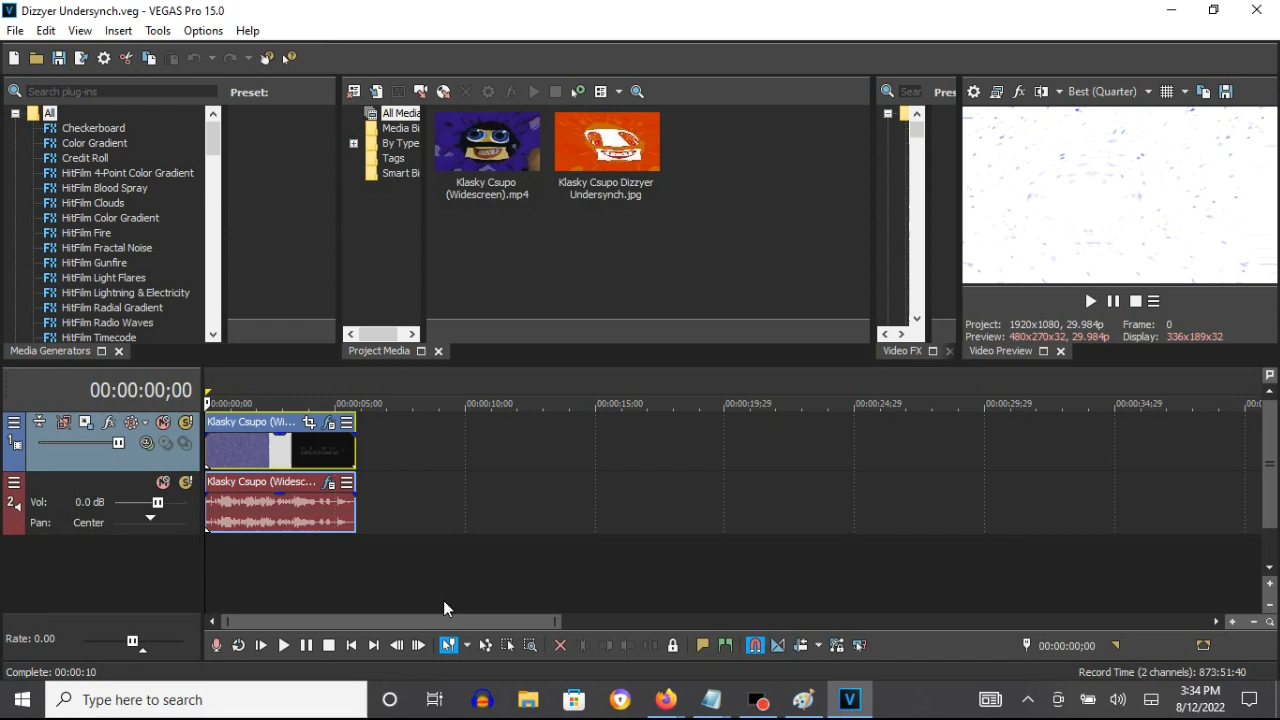 Dizzyer Undersynch.veg - VEGAS Pro 15.0
File Edit View Insert Tools Options Help
Search plug-ins
Preset:
All
Checkerboard
Color Gradient
Credit Roll
HitFilm 4-Point Color Gradient
HitFilm Blood Spray
HitFilm Clouds
HitFilm Color Gradient
HitFilm Fire
HitFilm Fractal Noise
HitFilm Gunfire
HitFilm Light Flares
HitFilm Lightning & Electricity
HitFilm Radial Gradient
HitFilm Radio Waves
HitFilm Timecode
Media Generators
All Media
Media Bi
By Type
Tags
Smart Bi
Klasky Csupo
(Widescreen).mp4
Klasky Csupo Dizzyer
Undersynch.jpg
Project Media
Sear
Pres
Video FX
Best (Quarter)
Project: 1920x1080, 29.984p
Frame: 0
Preview: 480x270x32, 29.984p
Display: 336x189x32
Video Preview
00:00:00;00
0:00:00;00 00:00:05;00 00:00:10;00 00:00:15;00 00:00:19;29 00:00:24;29 00:00:29;29 00:00:34;29 00:0
1
Klasky Csupo (Wi...
2
Klasky Csupo (Widesc...
Vol: 0.0 dB
Pan: Center
Rate: 0.00
00:00:00;00
Complete: 00:00:10
Record Time (2 channels): 873:51:40
Type here to search
3:34 PM
8/12/2022